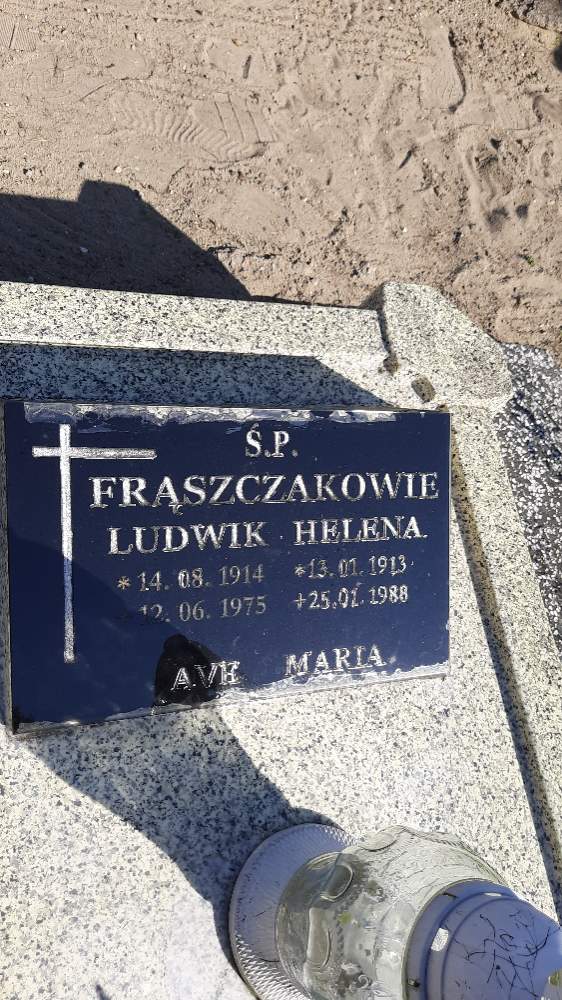 Ś.P.
FRĄSZCZAKOWIE
LUDWIK HELENA
*14.08.1914 *13.01.1913
12.06.1975 +25.01.1988
AVE MARIA